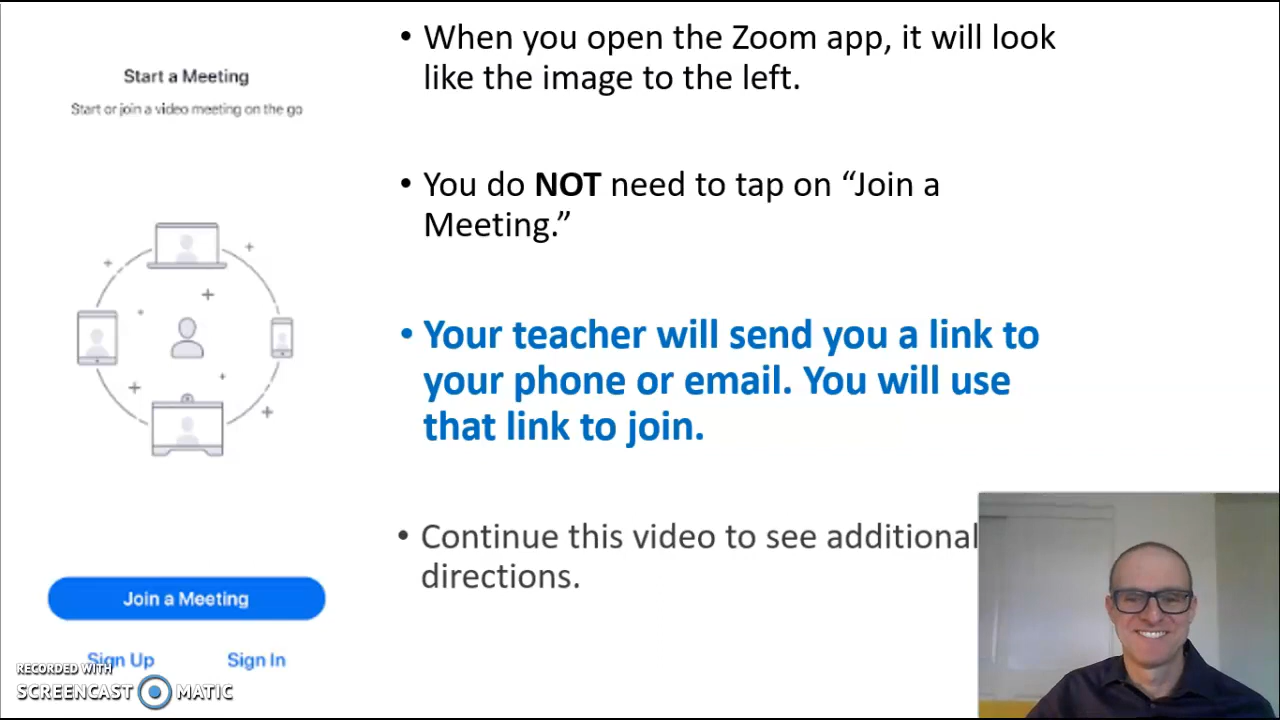 Start a Meeting
Start or join a video meeting on the go
Join a Meeting
Sign Up
Sign In
• When you open the Zoom app, it will look
like the image to the left.
• You do NOT need to tap on “Join a
Meeting.”
• Your teacher will send you a link to
your phone or email. You will use
that link to join.
• Continue this video to see additional
directions.
RECORDED WITH
SCREENCAST MATIC